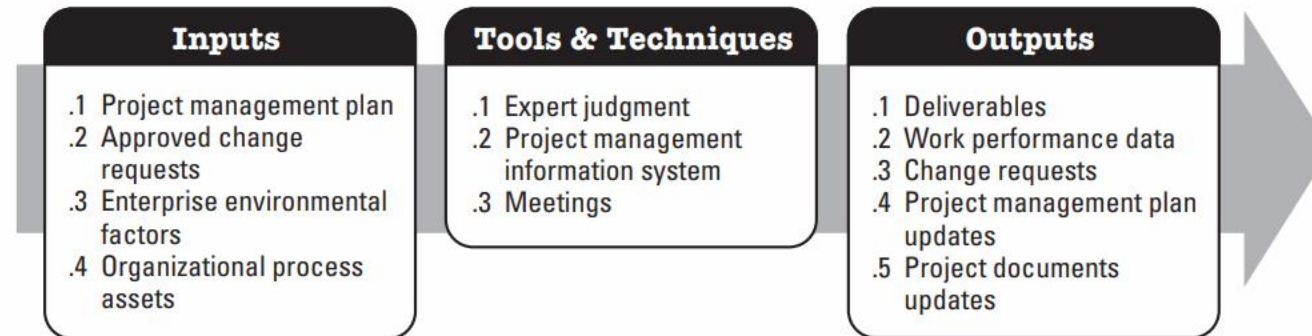 Inputs
.1 Project management plan
.2 Approved change
requests
.3 Enterprise environmental
factors
.4 Organizational process
assets
Tools & Techniques
.1 Expert judgment
.2 Project management
information system
.3 Meetings
Outputs
.1 Deliverables
.2 Work performance data
.3 Change requests
.4 Project management plan
updates
.5 Project documents
updates